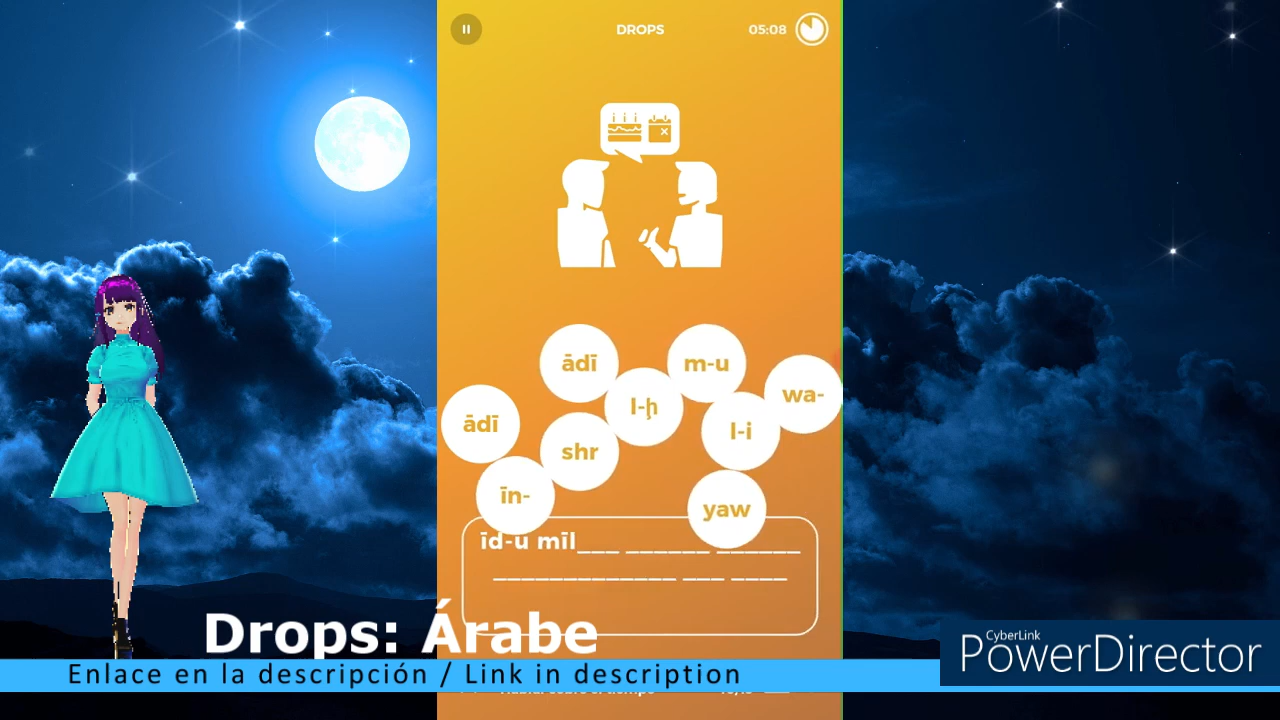 DROPS
05:08
ādī
m-u
l-ḩ
wa-
ādī
l-i
shr
īn-
yaw
īd-u mīl___ ______ ______
_____________ ___ ____
Drops: Árabe
Enlace en la descripción / Link in description
CyberLink
PowerDirector